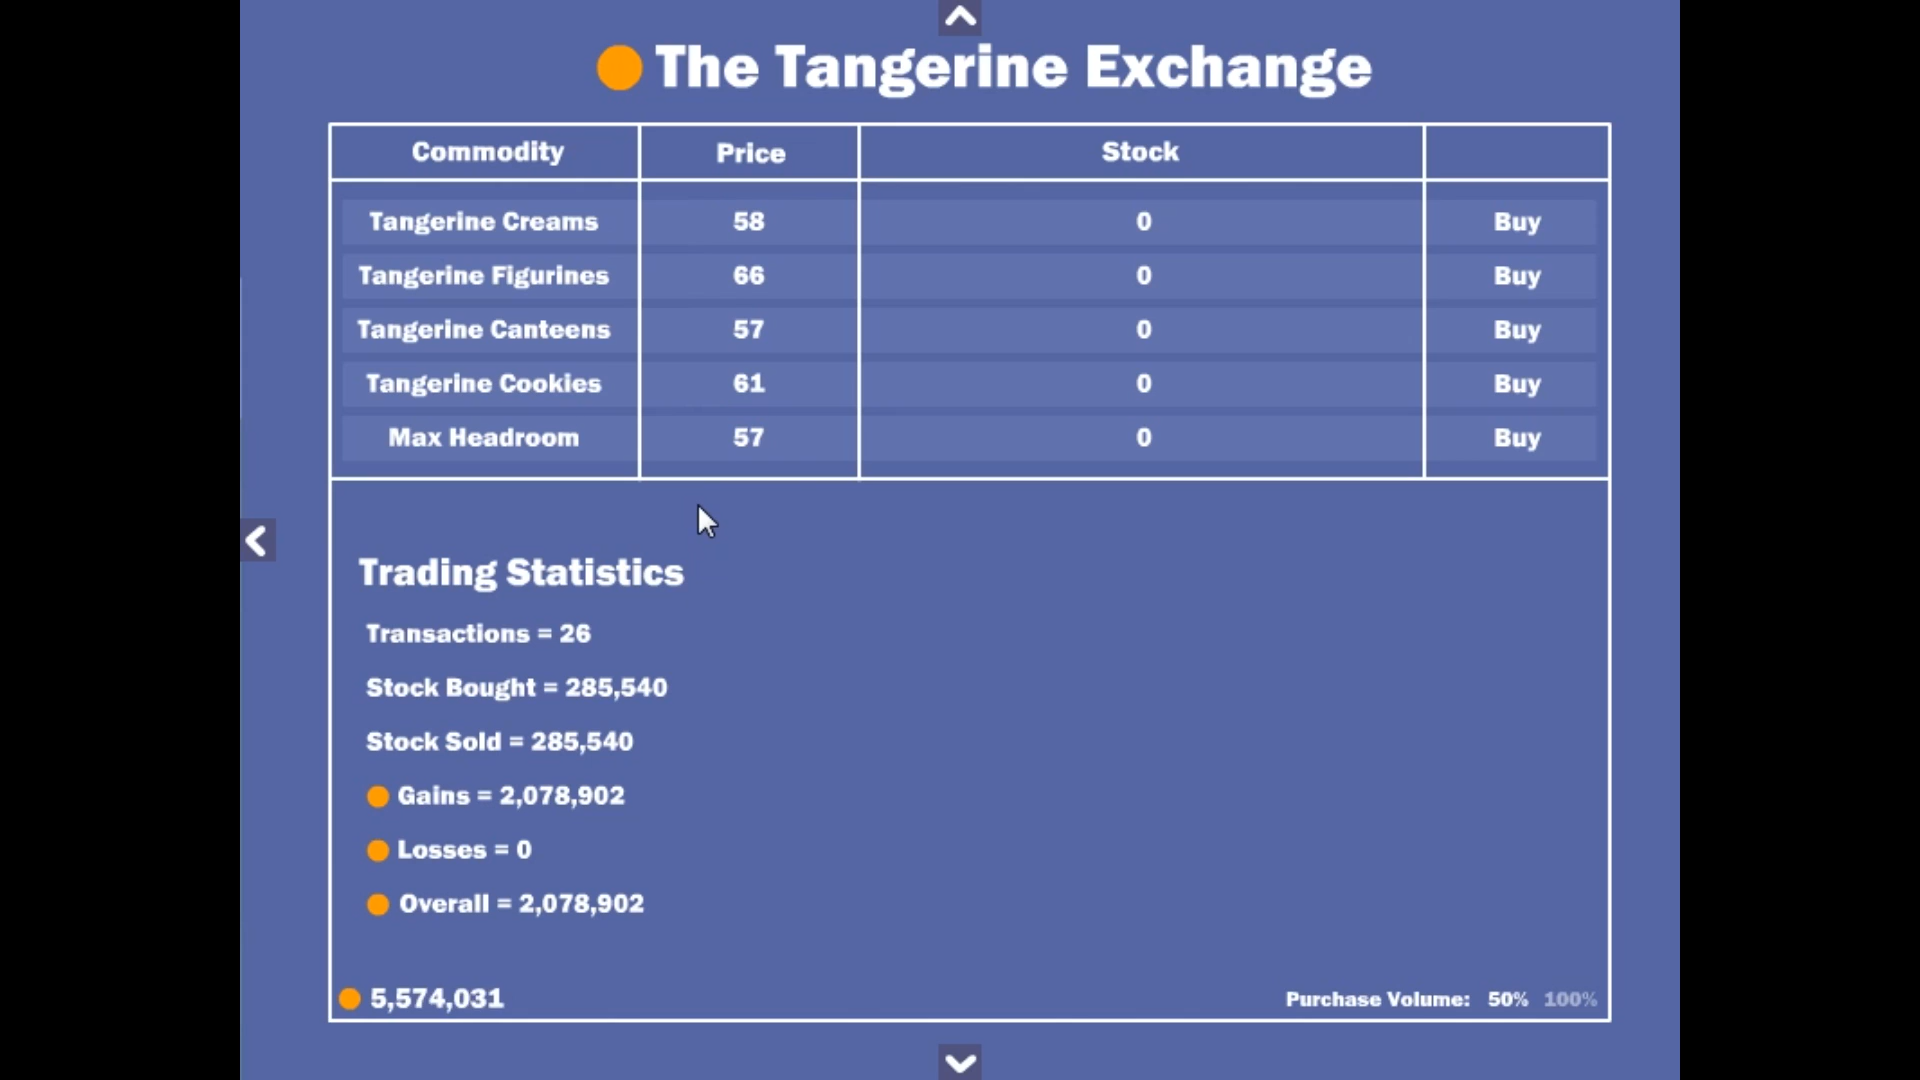 The Tangerine Exchange
Commodity Price Stock
Tangerine Creams 58 0 Buy
Tangerine Figurines 66 0 Buy
Tangerine Canteens 57 0 Buy
Tangerine Cookies 61 0 Buy
Max Headroom 57 0 Buy
Trading Statistics
Transactions = 26
Stock Bought = 285,540
Stock Sold = 285,540
Gains = 2,078,902
Losses = 0
Overall = 2,078,902
5,574,031 Purchase Volume: 50% 100%